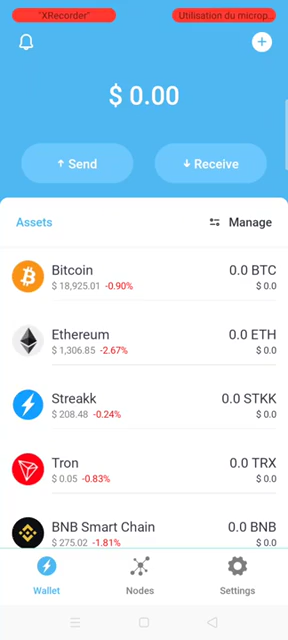 "XRecorder"
Utilisation du microp...
$ 0.00
Send
Receive
Assets
Manage
Bitcoin
0.0 BTC
$ 18,925.01 -0.90%
$ 0.0
Ethereum
0.0 ETH
$ 1,306.85 -2.67%
$ 0.0
Streakk
0.0 STKK
$ 208.48 -0.24%
$ 0.0
Tron
0.0 TRX
$ 0.05 -0.83%
$ 0.0
BNB Smart Chain
0.0 BNB
$ 275.02 -1.81%
$ 0.0
Wallet
Nodes
Settings